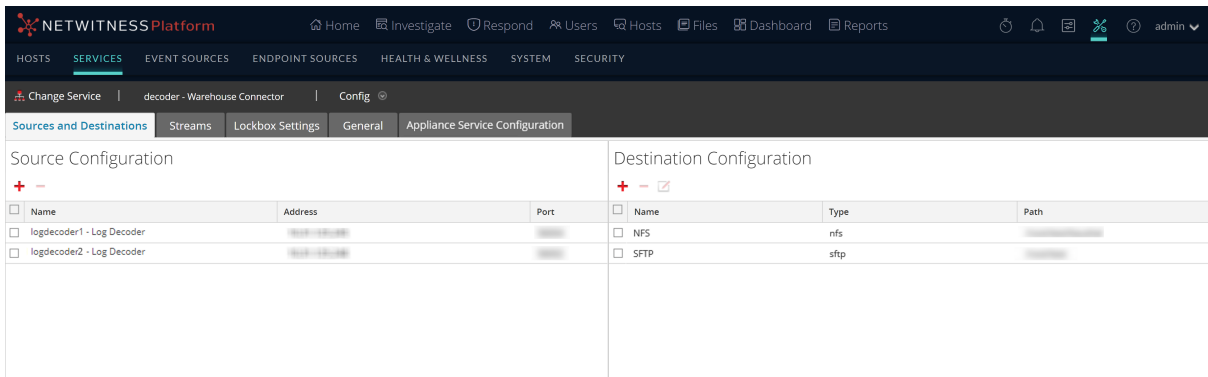 NETWITNESS Platform Home Investigate Respond Users Hosts Files Dashboard Reports admin
HOSTS SERVICES EVENT SOURCES ENDPOINT SOURCES HEALTH & WELLNESS SYSTEM SECURITY
Change Service | decoder - Warehouse Connector | Config
Sources and Destinations Streams Lockbox Settings General Appliance Service Configuration
Source Configuration
Name Address Port
logdecoder1 - Log Decoder
logdecoder2 - Log Decoder
Destination Configuration
Name Type Path
NFS nfs
SFTP sftp